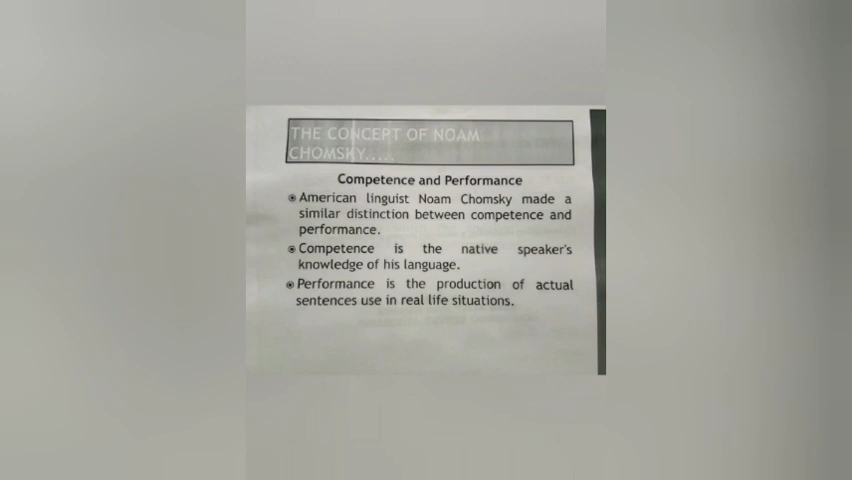 THE CONCEPT OF NOAM
CHOMSKY.....
Competence and Performance
American linguist Noam Chomsky made a
similar distinction between competence and
performance.
Competence is the native speaker's
knowledge of his language.
Performance is the production of actual
sentences use in real life situations.